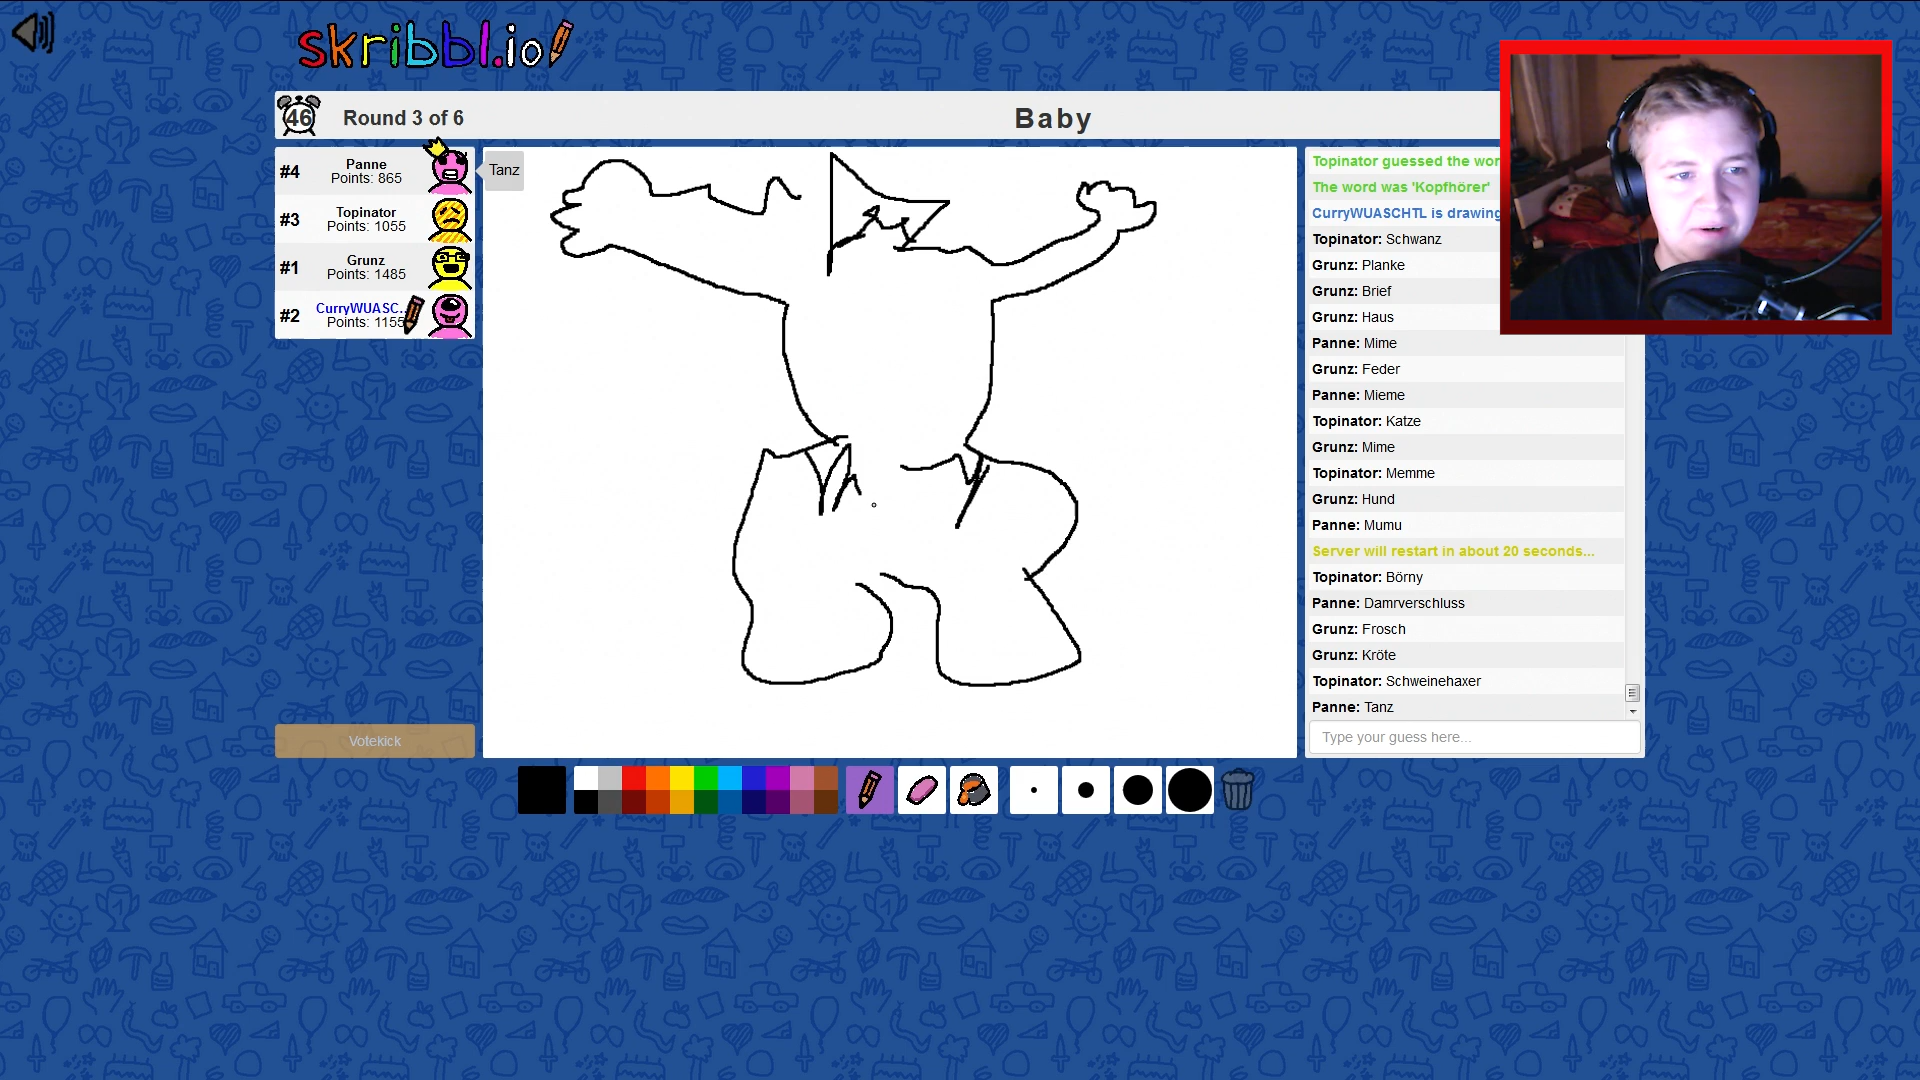 skribbl.io
46
Round 3 of 6
Baby
#4
Panne
Points: 865
Tanz
#3
Topinator
Points: 1055
#1
Grunz
Points: 1485
#2
CurryWUASC...
Points: 1155
Votekick
Topinator guessed the wor
The word was 'Kopfhörer'
CurryWUASCHTL is drawing
Topinator: Schwanz
Grunz: Planke
Grunz: Brief
Grunz: Haus
Panne: Mime
Grunz: Feder
Panne: Mieme
Topinator: Katze
Grunz: Mime
Topinator: Memme
Grunz: Hund
Panne: Mumu
Server will restart in about 20 seconds...
Topinator: Börny
Panne: Damrverschluss
Grunz: Frosch
Grunz: Kröte
Topinator: Schweinehaxer
Panne: Tanz
Type your guess here...